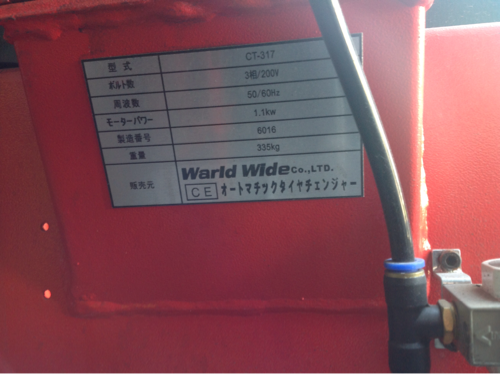 型式 CT-317
ボルト数 3相/200V
周波数 50/60Hz
モーターパワー 1.1kw
製造番号 6016
重量 335kg
販売元 Warld Wide Co.,LTD.
CE オートマチックタイヤチェンジャー